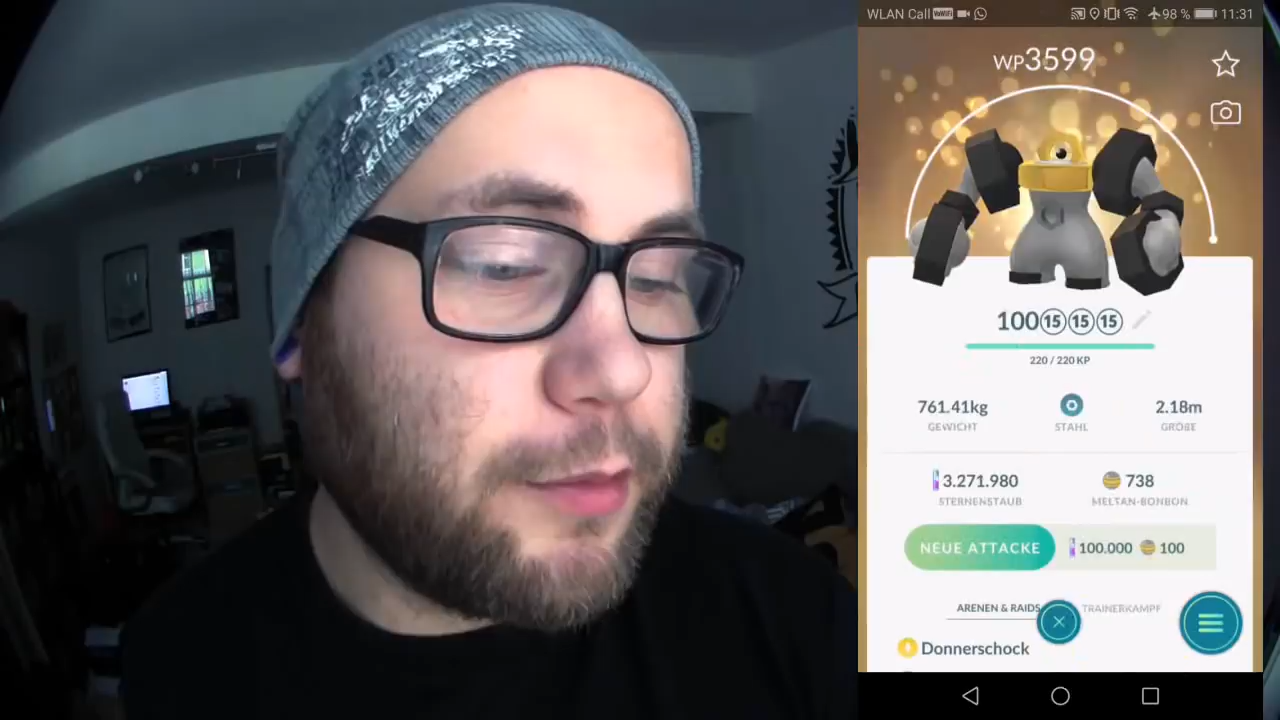 WLAN Call VoWiFi 98 % 11:31
WP3599
100 15 15 15
220 / 220 KP
761.41kg 2.18m
GEWICHT STAHL GRÖßE
3.271.980 738
STERNENSTAUB MELTAN-BONBON
NEUE ATTACKE 100.000 100
ARENEN & RAIDS TRAINERKAMPF
Donnerschock